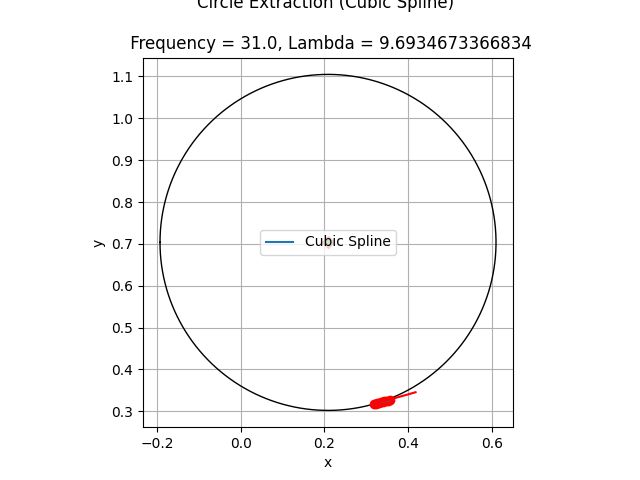 Circle Extraction (Cubic Spline)
Frequency = 31.0, Lambda = 9.6934673366834
1.1
1.0
0.9
0.8
0.7
0.6
0.5
0.4
0.3
y
Cubic Spline
−0.2 0.0 0.2 0.4 0.6
x